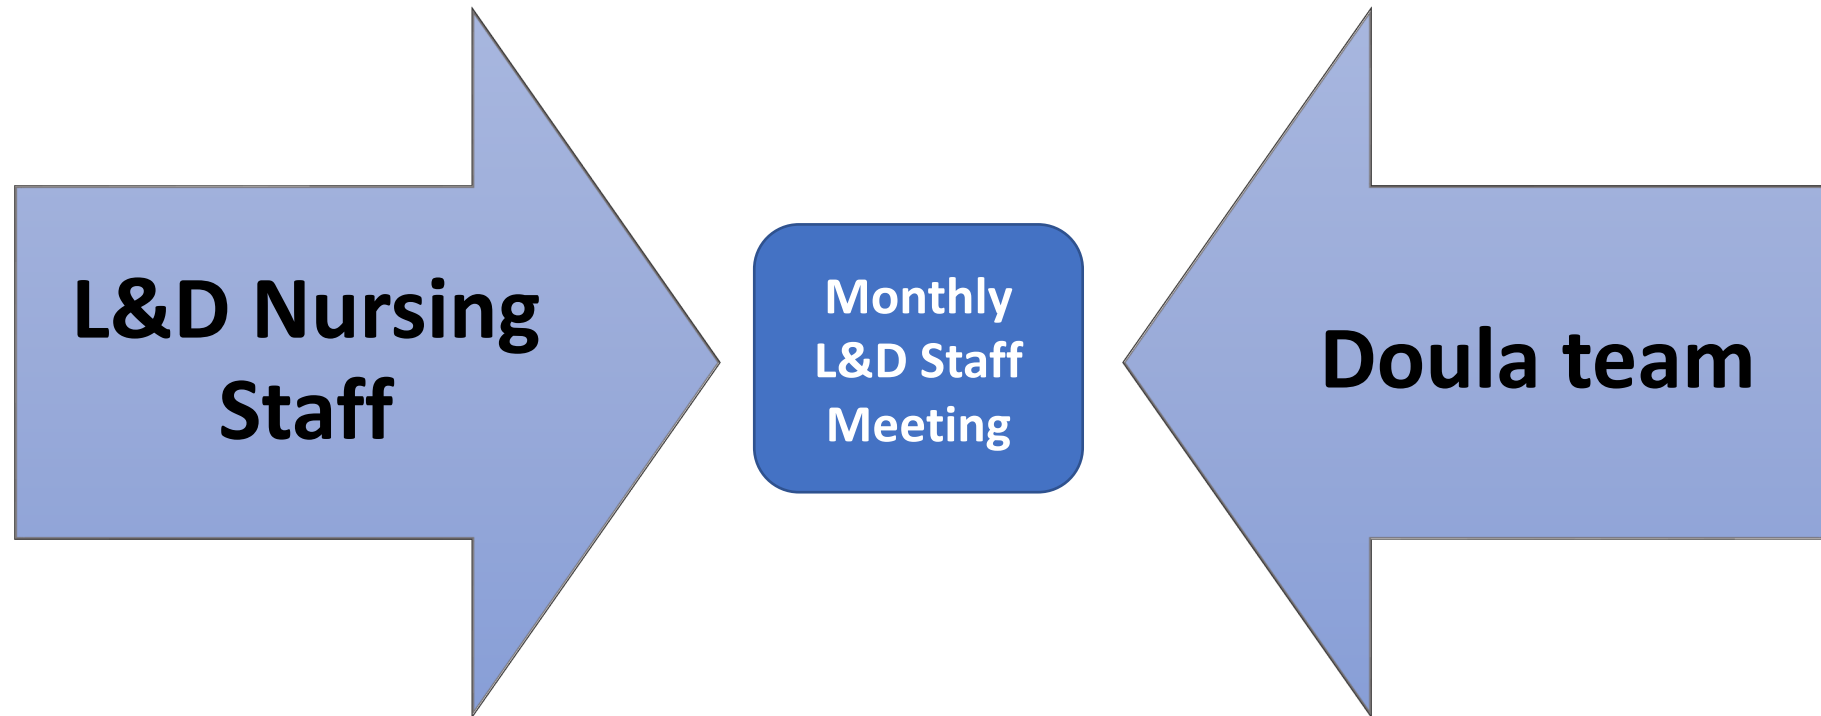 L&D Nursing
Staff
Monthly
L&D Staff
Meeting
Doula team